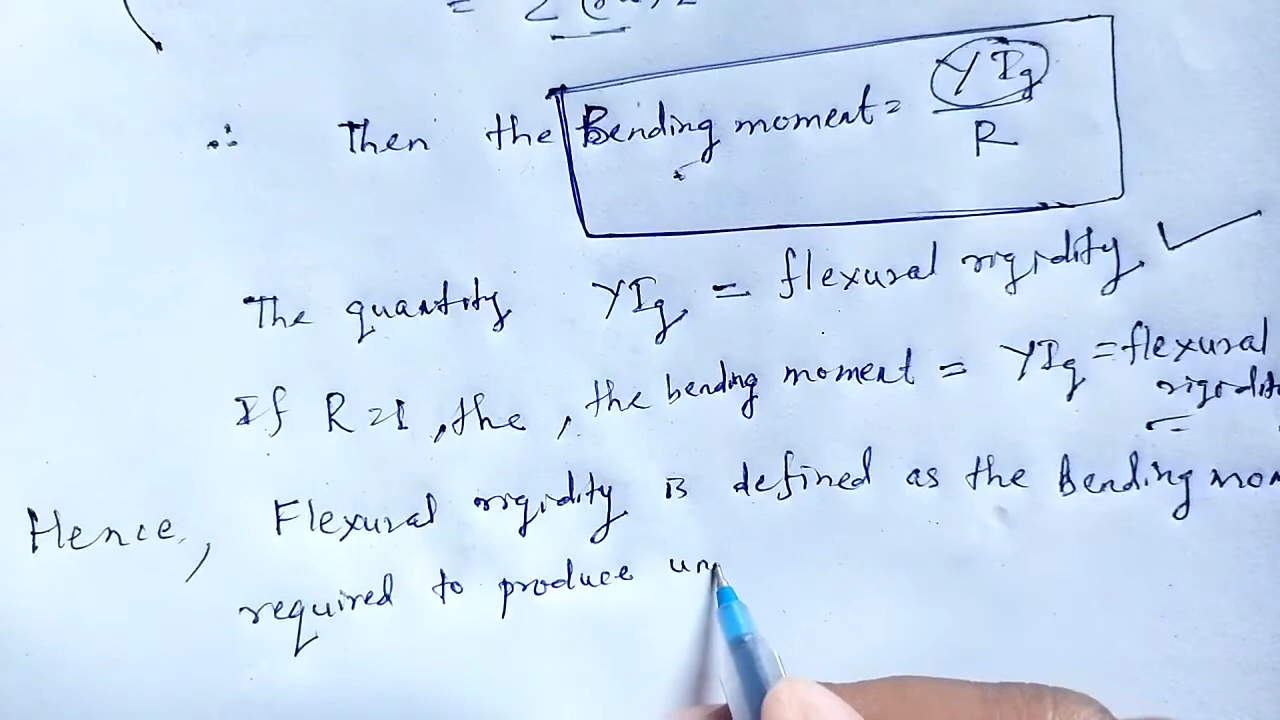 ∴ Then the Bending moment = YIg / R
The quantity YIg = flexural rigidity
If R=1, the, the bending moment = YIg = flexural
rigidity
Hence, Flexural rigidity is defined as the Bending mom
required to produce un